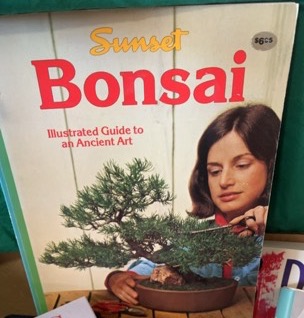 Sunset
$6.95
Bonsai
Illustrated Guide to
an Ancient Art